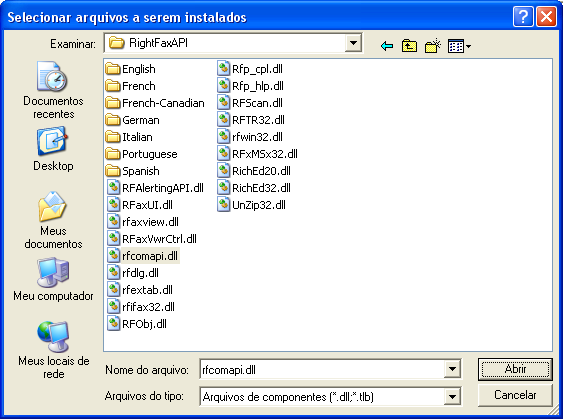 Selecionar arquivos a serem instalados
Examinar: RightFaxAPI
Documentos
recentes
Desktop
Meus
documentos
Meu computador
Meus locais de
rede
English
French
French-Canadian
German
Italian
Portuguese
Spanish
RFAlertingAPI.dll
RFaxUI.dll
rfaxview.dll
RFaxVwrCtrl.dll
rfcomapi.dll
rfdlg.dll
rfextab.dll
rfifax32.dll
RFObj.dll
Rfp_cpl.dll
Rfp_hlp.dll
RFScan.dll
RFTR32.dll
rfwin32.dll
RFxMSx32.dll
RichEd20.dll
RichEd32.dll
UnZip32.dll
Nome do arquivo: rfcomapi.dll Abrir
Arquivos do tipo: Arquivos de componentes (*.dll;*.tlb) Cancelar